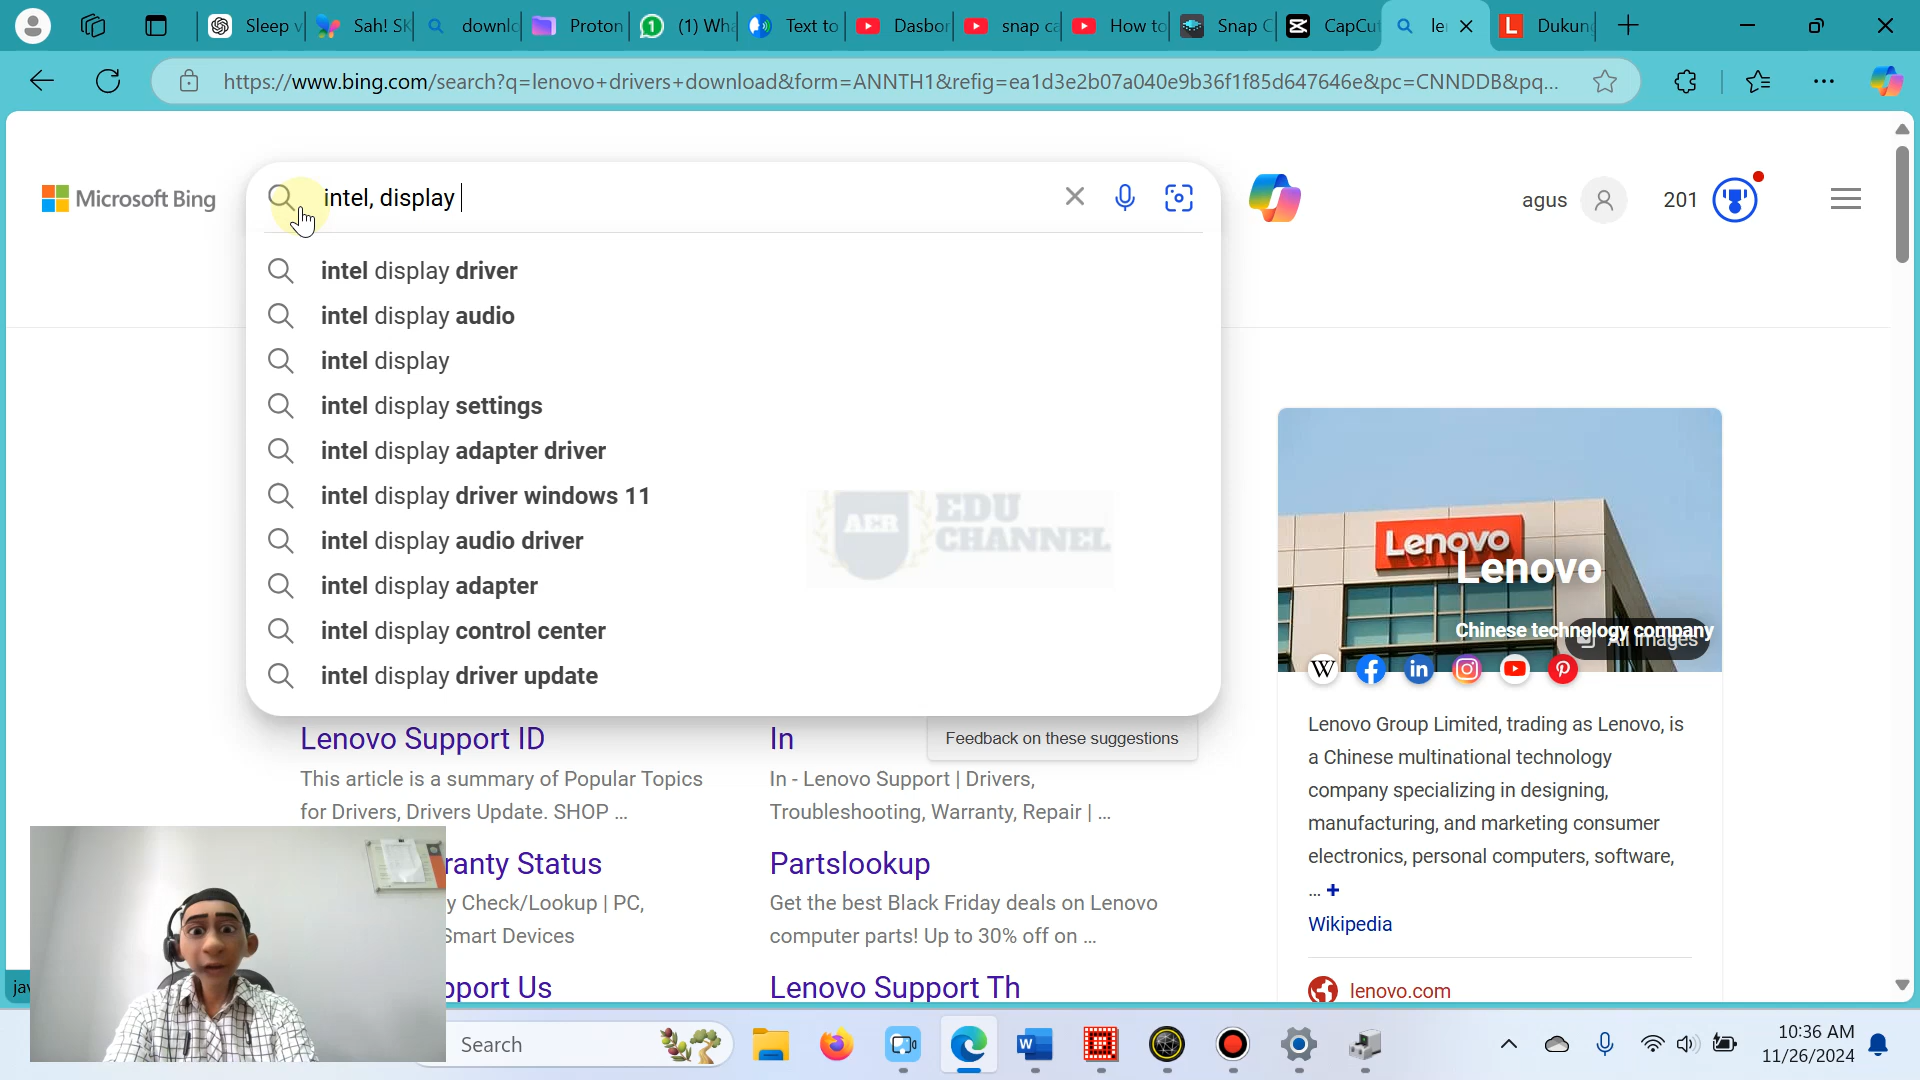 Sleep v
Sah! SK
downlo
Proton
(1) Wha
Text to
Dasbor
snap ca
How to
Snap C
CapCut
le
Dukun
https://www.bing.com/search?q=lenovo+drivers+download&form=ANNTH1&refig=ea1d3e2b07a040e9b36f1f85d647646e&pc=CNNDDB&pq...
Microsoft Bing
intel, display
agus
201
intel display driver
intel display audio
intel display
intel display settings
intel display adapter driver
intel display driver windows 11
intel display audio driver
intel display adapter
intel display control center
intel display driver update
AER
EDU
CHANNEL
Lenovo
Lenovo
Chinese technology company
All images
Lenovo Support ID
This article is a summary of Popular Topics
for Drivers, Drivers Update. SHOP ...
In
In - Lenovo Support | Drivers,
Troubleshooting, Warranty, Repair | ...
Feedback on these suggestions
ranty Status
y Check/Lookup | PC,
Smart Devices
Partslookup
Get the best Black Friday deals on Lenovo
computer parts! Up to 30% off on ...
pport Us
Lenovo Support Th
Lenovo Group Limited, trading as Lenovo, is
a Chinese multinational technology
company specializing in designing,
manufacturing, and marketing consumer
electronics, personal computers, software,
... +
Wikipedia
lenovo.com
jav
Search
10:36 AM
11/26/2024